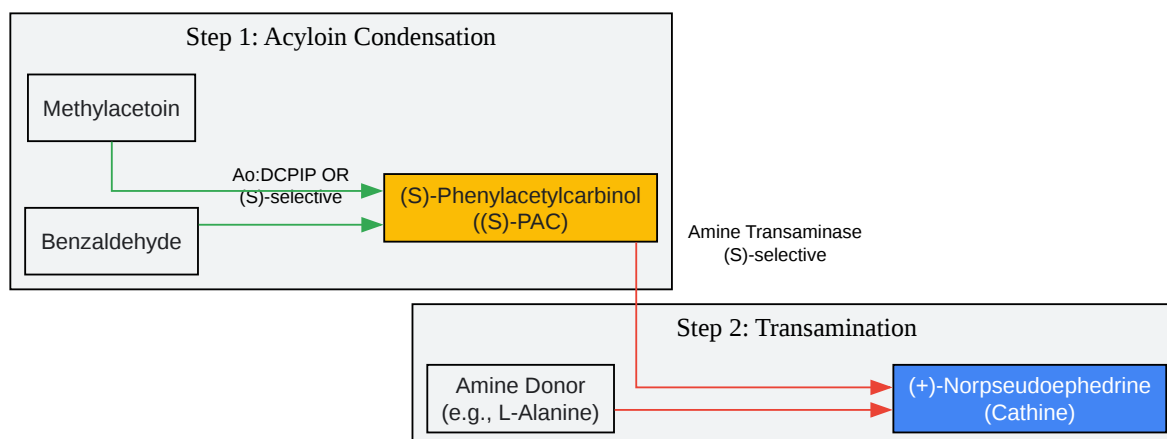 Step 1: Acyloin Condensation
Methylacetoin
Ao:DCPIP OR
(S)-selective
(S)-Phenylacetylcarbinol
((S)-PAC)
Benzaldehyde
Amine Transaminase
(S)-selective
Step 2: Transamination
Amine Donor
(e.g., L-Alanine)
(+)-Norpseudoephedrine
(Cathine)